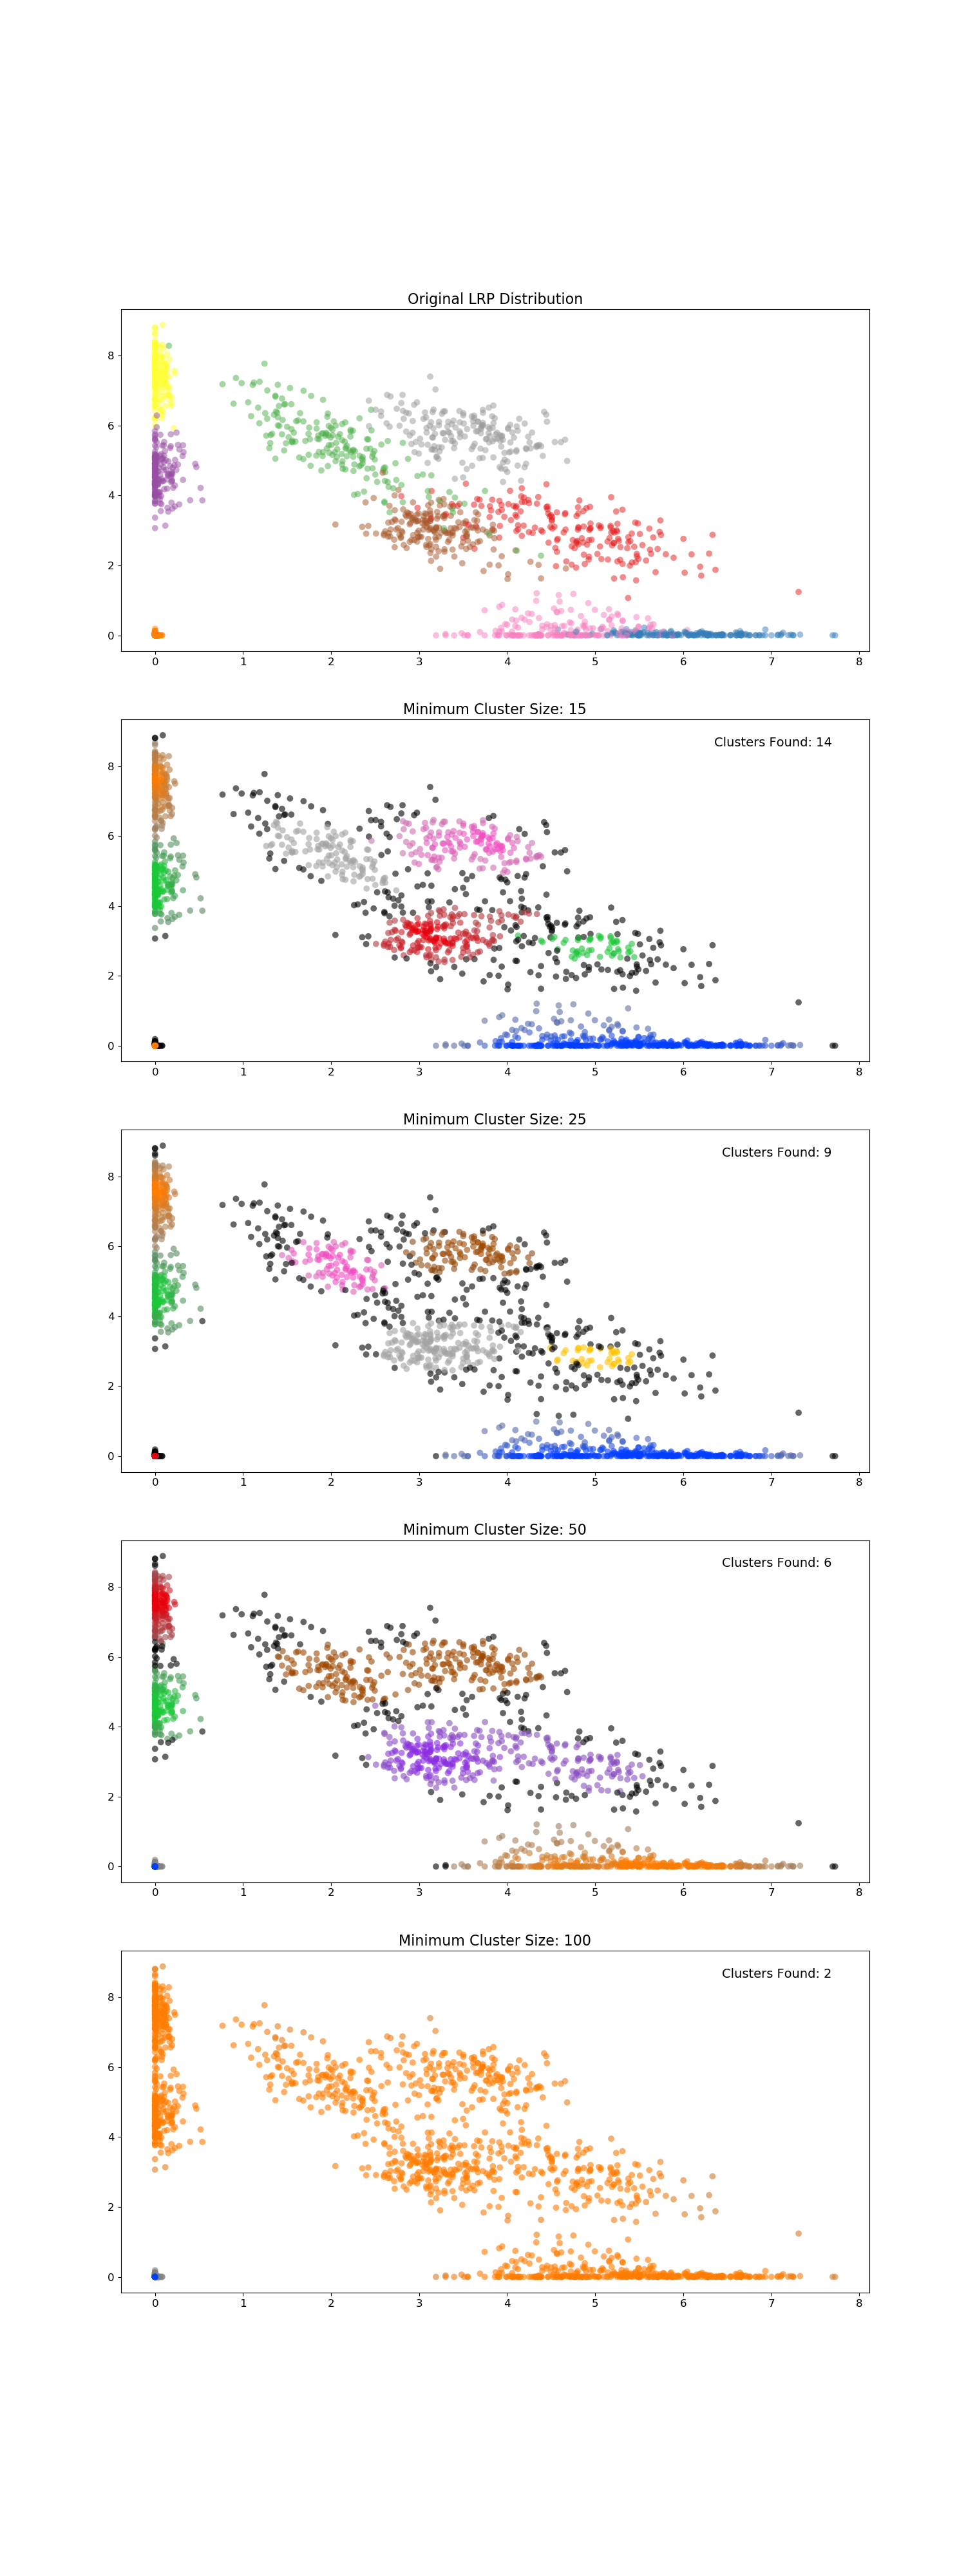 Original LRP Distribution
8
6
4
2
0
0 1 2 3 4 5 6 7 8
Minimum Cluster Size: 15
Clusters Found: 14
8
6
4
2
0
0 1 2 3 4 5 6 7 8
Minimum Cluster Size: 25
Clusters Found: 9
8
6
4
2
0
0 1 2 3 4 5 6 7 8
Minimum Cluster Size: 50
Clusters Found: 6
8
6
4
2
0
0 1 2 3 4 5 6 7 8
Minimum Cluster Size: 100
Clusters Found: 2
8
6
4
2
0
0 1 2 3 4 5 6 7 8